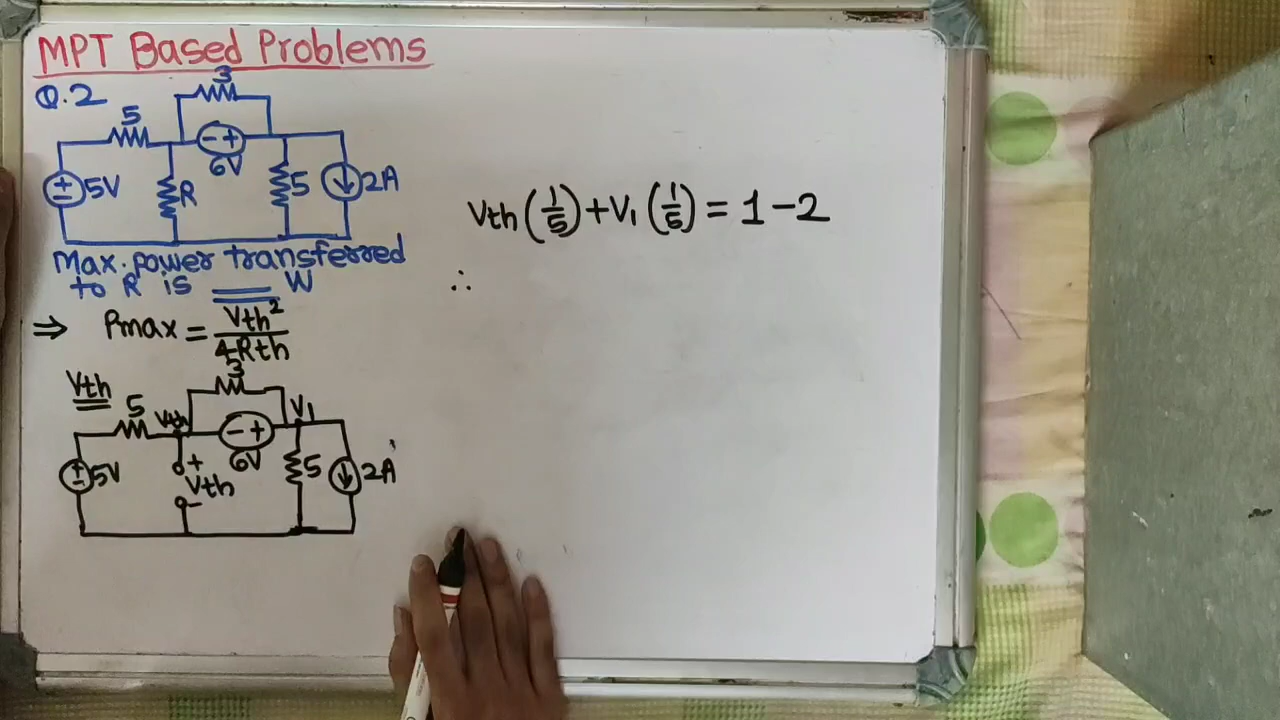 MPT Based Problems
Q.2
3
5
- +
6V
± 5V
R
5
2A
Max. power transferred
to R is ___ W
⇒ Pmax = Vth² / 4Rth
Vth
3
5
Vth
V₁
- +
6V
± 5V
+
Vth
-
5
2A
Vth (1/5) + V₁ (1/5) = 1 - 2
∴